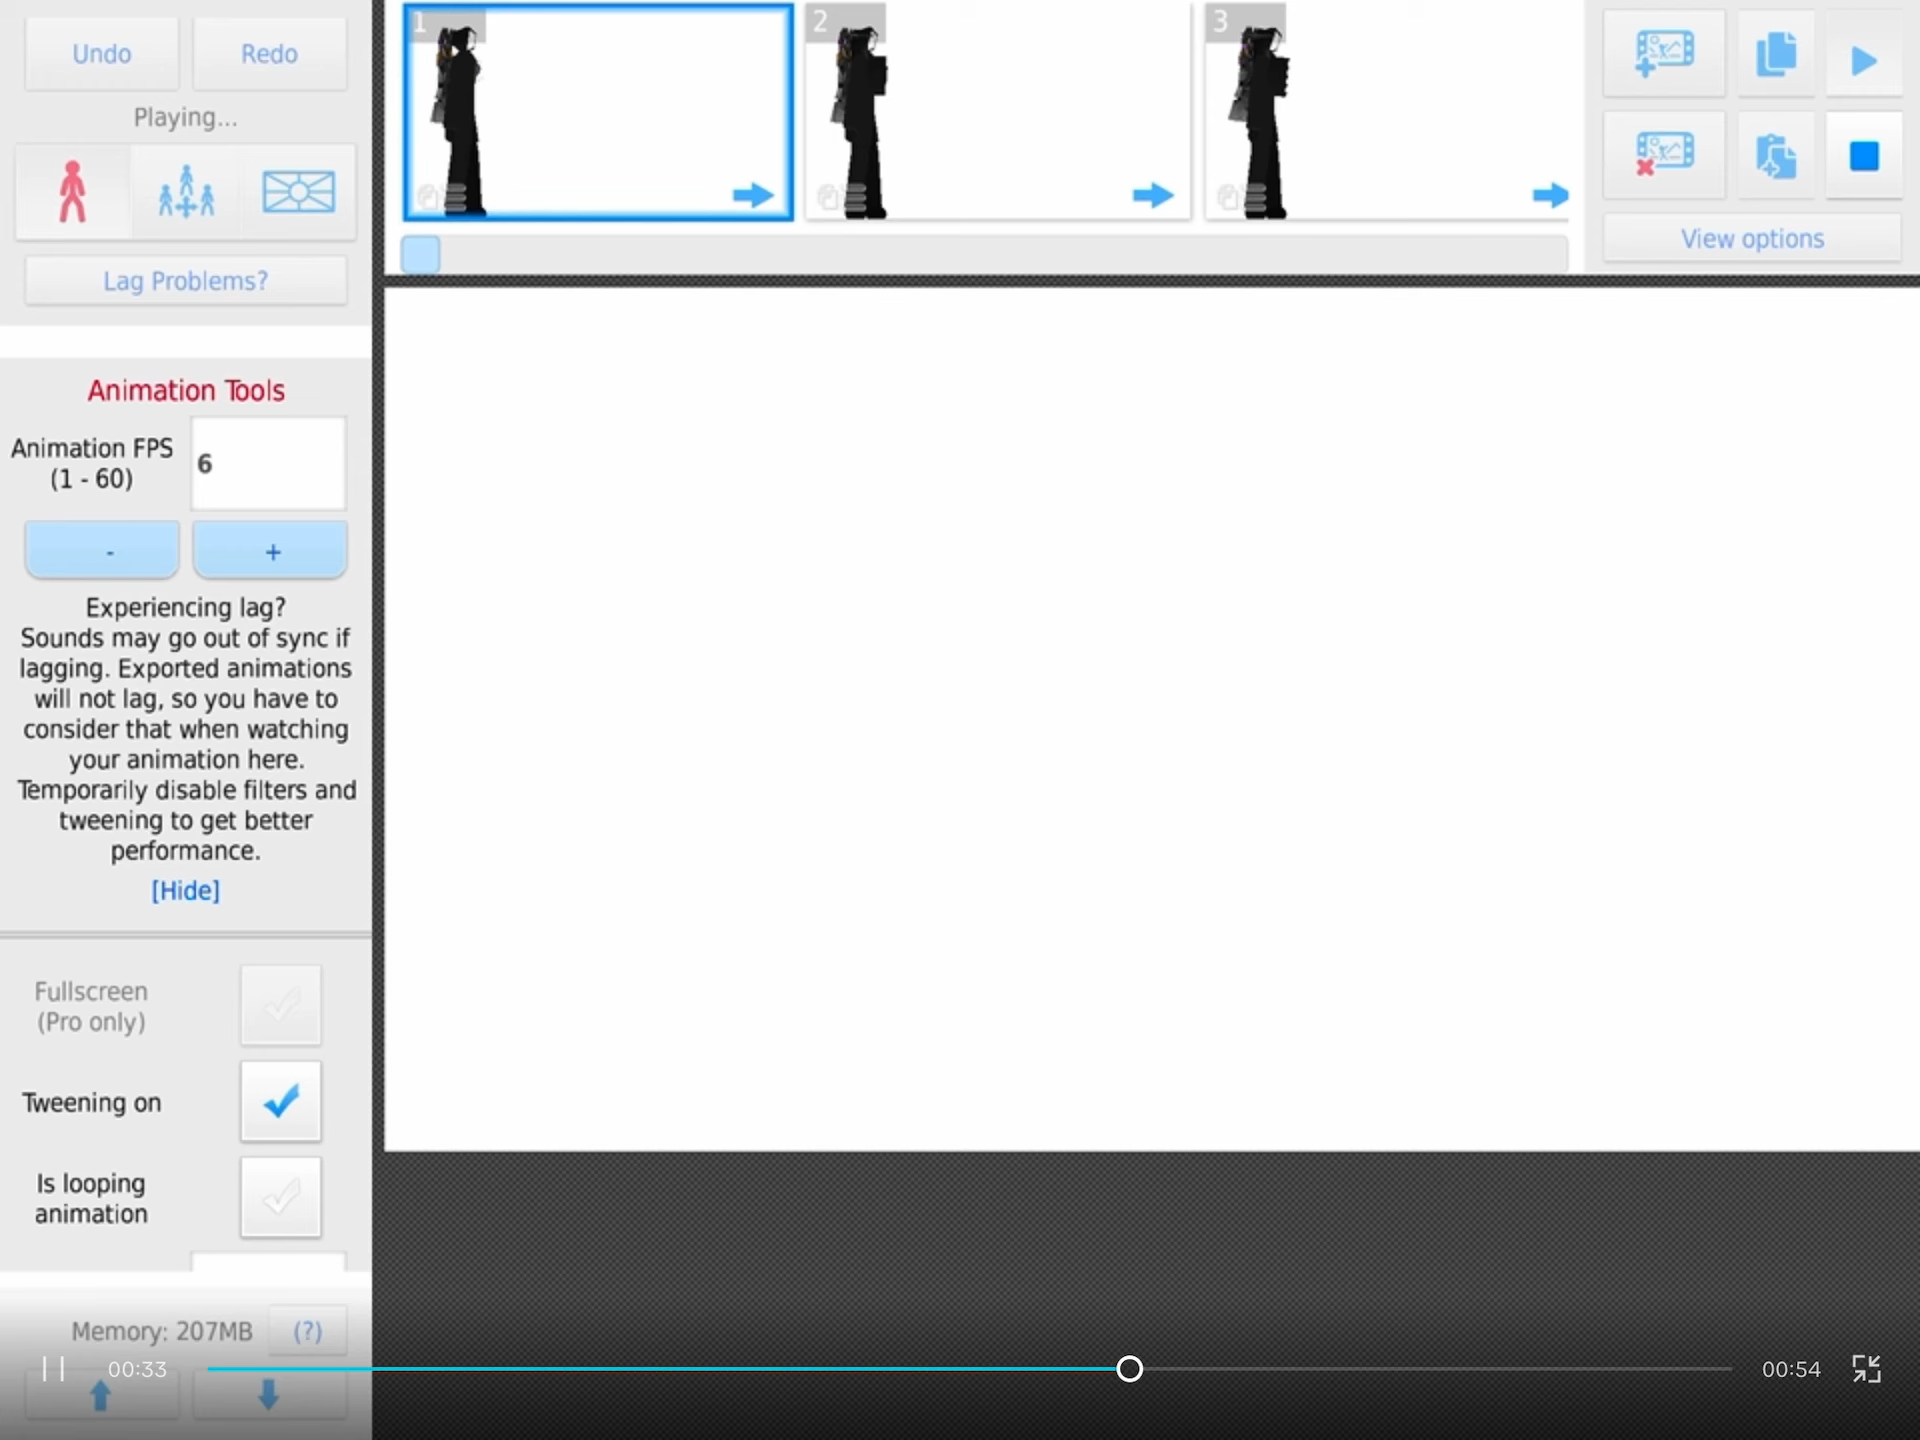 Undo
Redo
Playing...
Lag Problems?
1
2
3
View options
Animation Tools
Animation FPS
(1 - 60)
6
-
+
Experiencing lag?
Sounds may go out of sync if
lagging. Exported animations
will not lag, so you have to
consider that when watching
your animation here.
Temporarily disable filters and
tweening to get better
performance.
[Hide]
Fullscreen
(Pro only)
Tweening on
Is looping
animation
Memory: 207MB
(?)
00:33
00:54